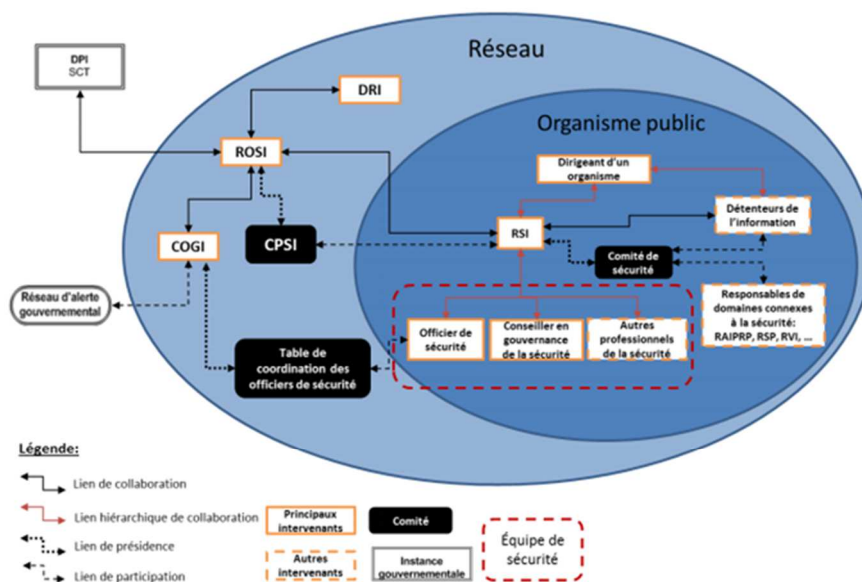 Réseau
DPI
SCT
DRI
Organisme public
ROSI
Dirigeant d'un
organisme
Détenteurs de
l'information
RSI
COGI
CPSI
Comité de
sécurité
Réseau d'alerte
gouvernemental
Responsables de
domaines connexes
à la sécurité:
RAIPRP, RSP, RVI, ...
Officier de
sécurité
Conseiller en
gouvernance
de la sécurité
Autres
professionnels
de la sécurité
Table de
coordination des
officiers de sécurité
Légende:
Lien de collaboration
Lien hiérarchique de collaboration
Lien de présidence
Lien de participation
Principaux
intervenants
Comité
Autres
intervenants
Instance
gouvernementale
Équipe de
sécurité